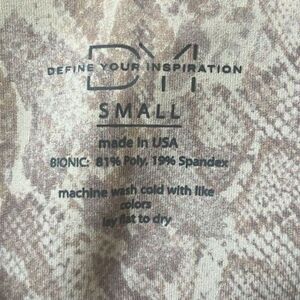 DYI
DEFINE YOUR INSPIRATION
SMALL
made in USA
BIONIC: 81% Poly, 19% Spandex
machine wash cold with like
colors
lay flat to dry